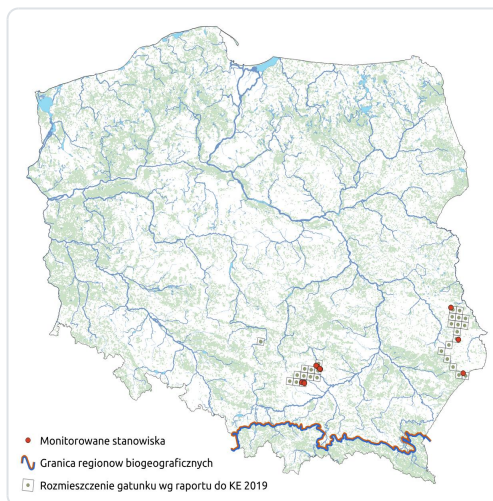 Monitorowane stanowiska
Granica regionow biogeograficznych
Rozmieszczenie gatunku wg raportu do KE 2019